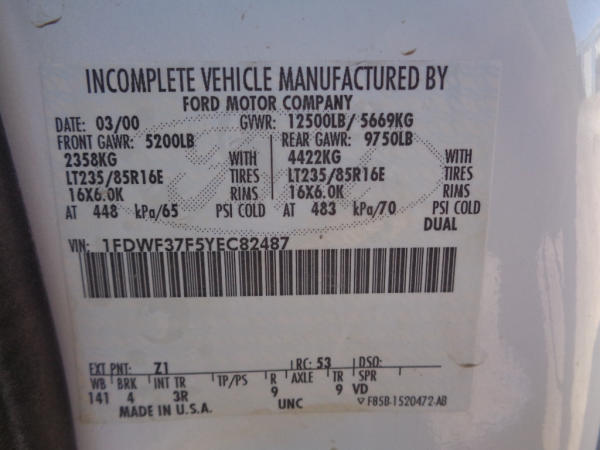 INCOMPLETE VEHICLE MANUFACTURED BY
FORD MOTOR COMPANY
DATE: 03/00 GVWR: 12500LB/ 5669KG
FRONT GAWR: 5200LB REAR GAWR: 9750LB
2358KG WITH 4422KG WITH
LT235/85R16E TIRES LT235/85R16E TIRES
16X6.0K RIMS 16X6.0K RIMS
AT 448 kPa/65 PSI COLD AT 483 kPa/70 PSI COLD
DUAL
VIN: 1FDWF37F5YEC82487
EXT PNT: Z1 RC: 53 DSO:
WB BRK INT TR TP/PS R AXLE TR SPR
141 4 3R 9 9 VD
MADE IN U.S.A. UNC F85B-1520472-AB